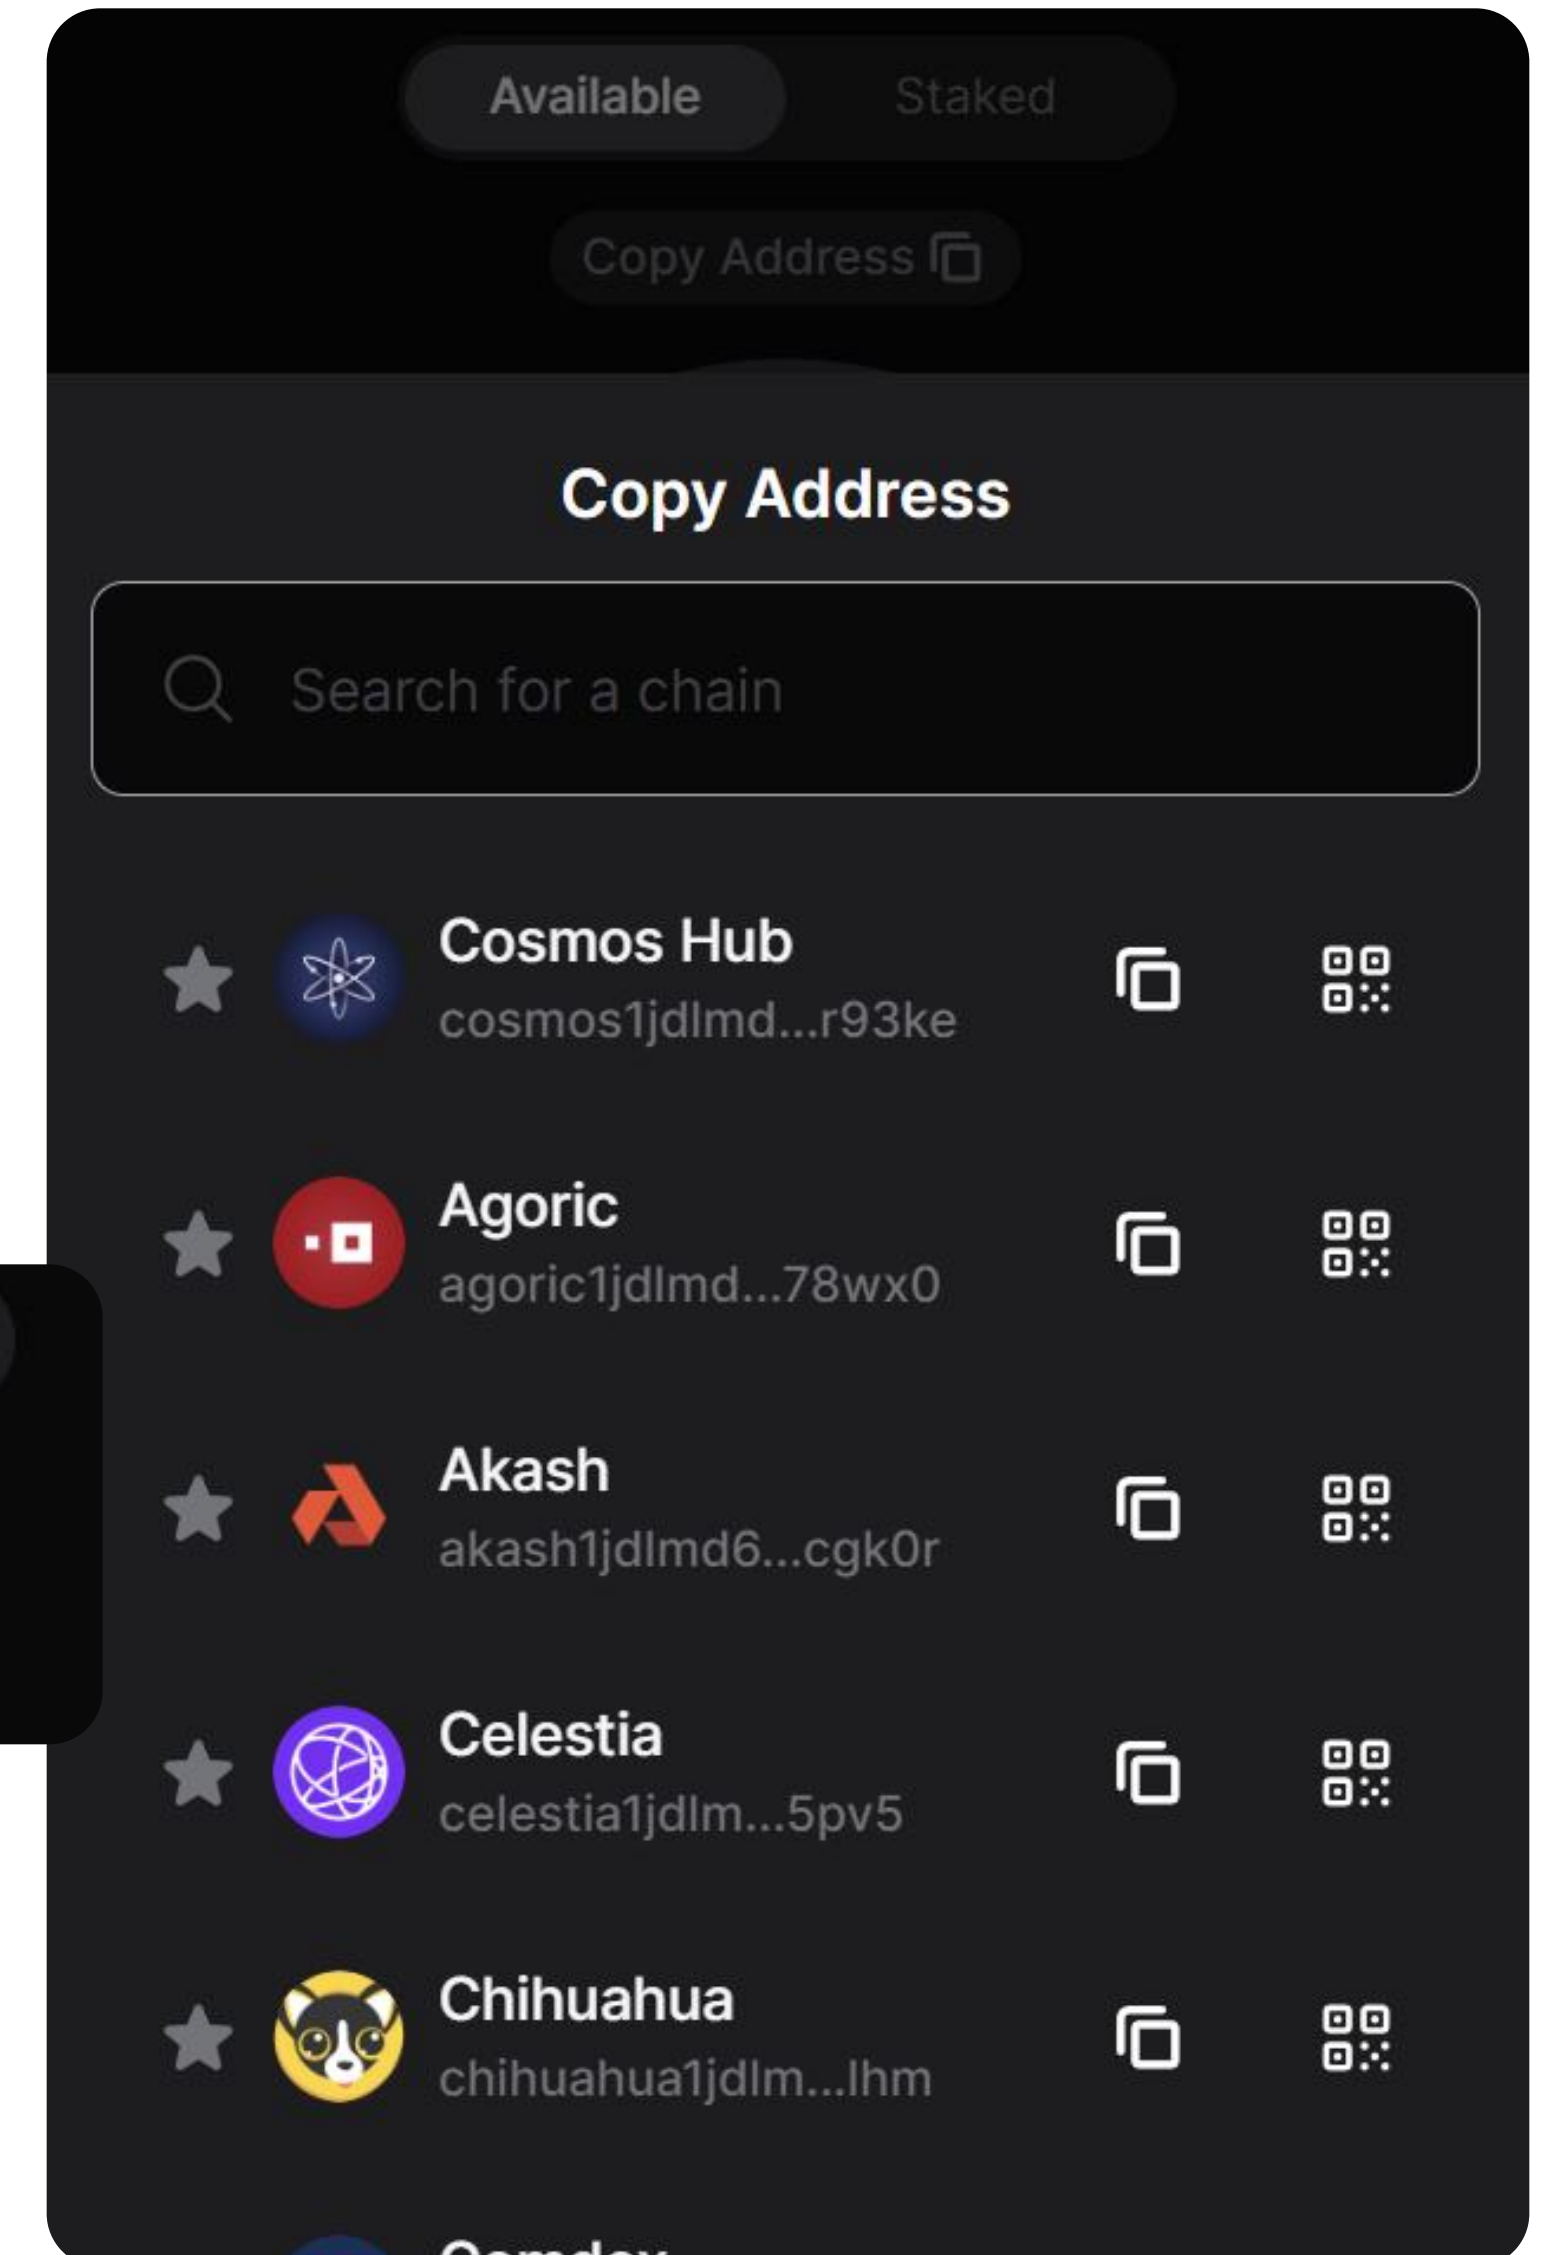 Available
Staked
Copy Address
Copy Address
Search for a chain
Cosmos Hub
cosmos1jdlmd...r93ke
Agoric
agoric1jdlmd...78wx0
Akash
akash1jdlmd6...cgk0r
Celestia
celestia1jdlm...5pv5
Chihuahua
chihuahua1jdlm...lhm